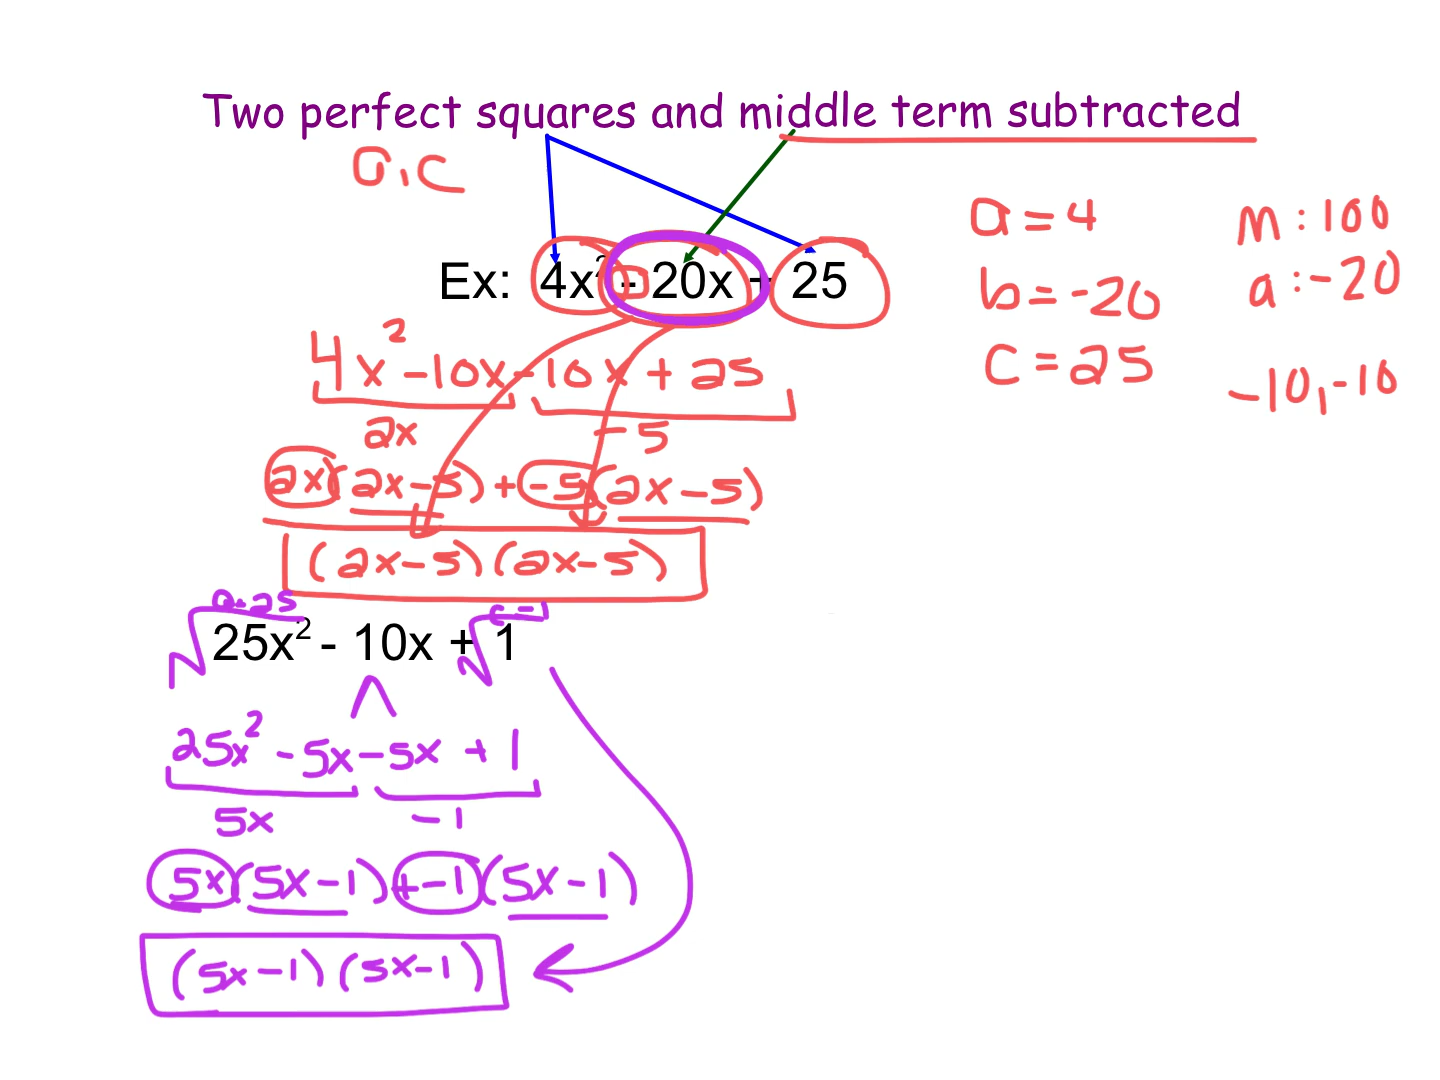 Two perfect squares and middle term subtracted
a, c
Ex: 4x² - 20x + 25
a = 4
b = -20
c = 25
m : 100
a : -20
-10, -10
4x² - 10x - 10x + 25
2x -5
2x(2x-5) + -5(2x-5)
(2x-5)(2x-5)
√25x² - 10x + √1
25x² - 5x - 5x + 1
5x -1
5x(5x-1) + -1(5x-1)
(5x-1)(5x-1)